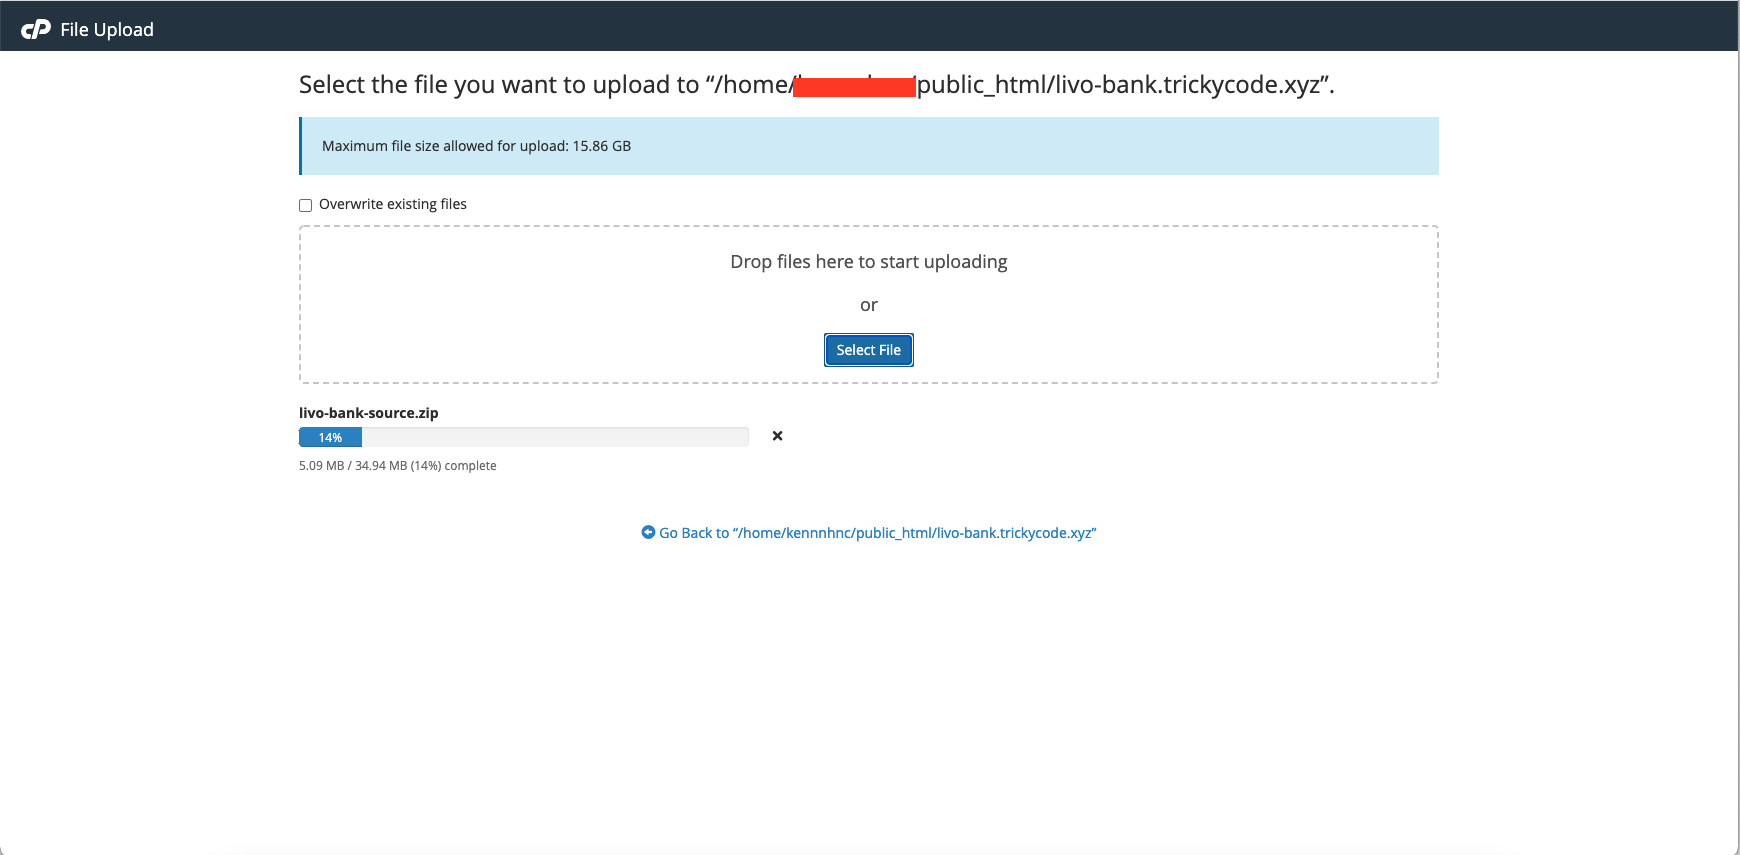 cP File Upload
Select the file you want to upload to “/home/ public_html/livo-bank.trickycode.xyz”.
Maximum file size allowed for upload: 15.86 GB
Overwrite existing files
Drop files here to start uploading
or
Select File
livo-bank-source.zip
14%
5.09 MB / 34.94 MB (14%) complete
Go Back to “/home/kennnhnc/public_html/livo-bank.trickycode.xyz”